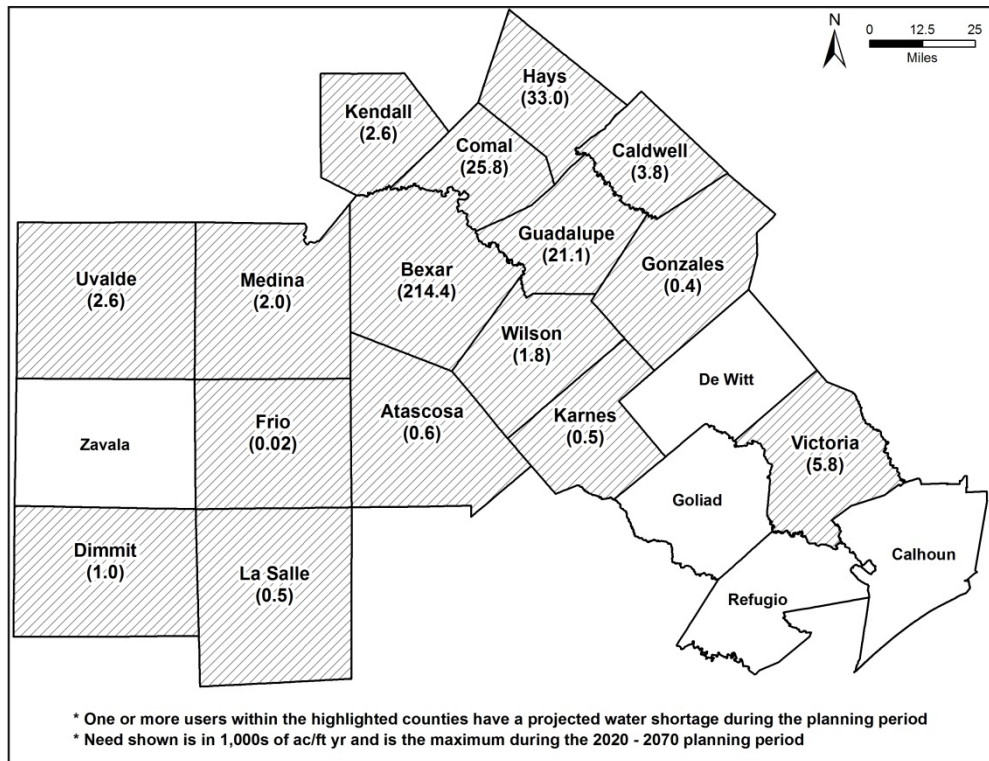 N
0 12.5 25
Miles
Hays
(33.0)
Kendall
(2.6)
Comal
(25.8)
Caldwell
(3.8)
Guadalupe
(21.1)
Uvalde
(2.6)
Medina
(2.0)
Bexar
(214.4)
Gonzales
(0.4)
Wilson
(1.8)
De Witt
Zavala
Frio
(0.02)
Atascosa
(0.6)
Karnes
(0.5)
Victoria
(5.8)
Goliad
Dimmit
(1.0)
La Salle
(0.5)
Calhoun
Refugio
* One or more users within the highlighted counties have a projected water shortage during the planning period
* Need shown is in 1,000s of ac/ft yr and is the maximum during the 2020 - 2070 planning period